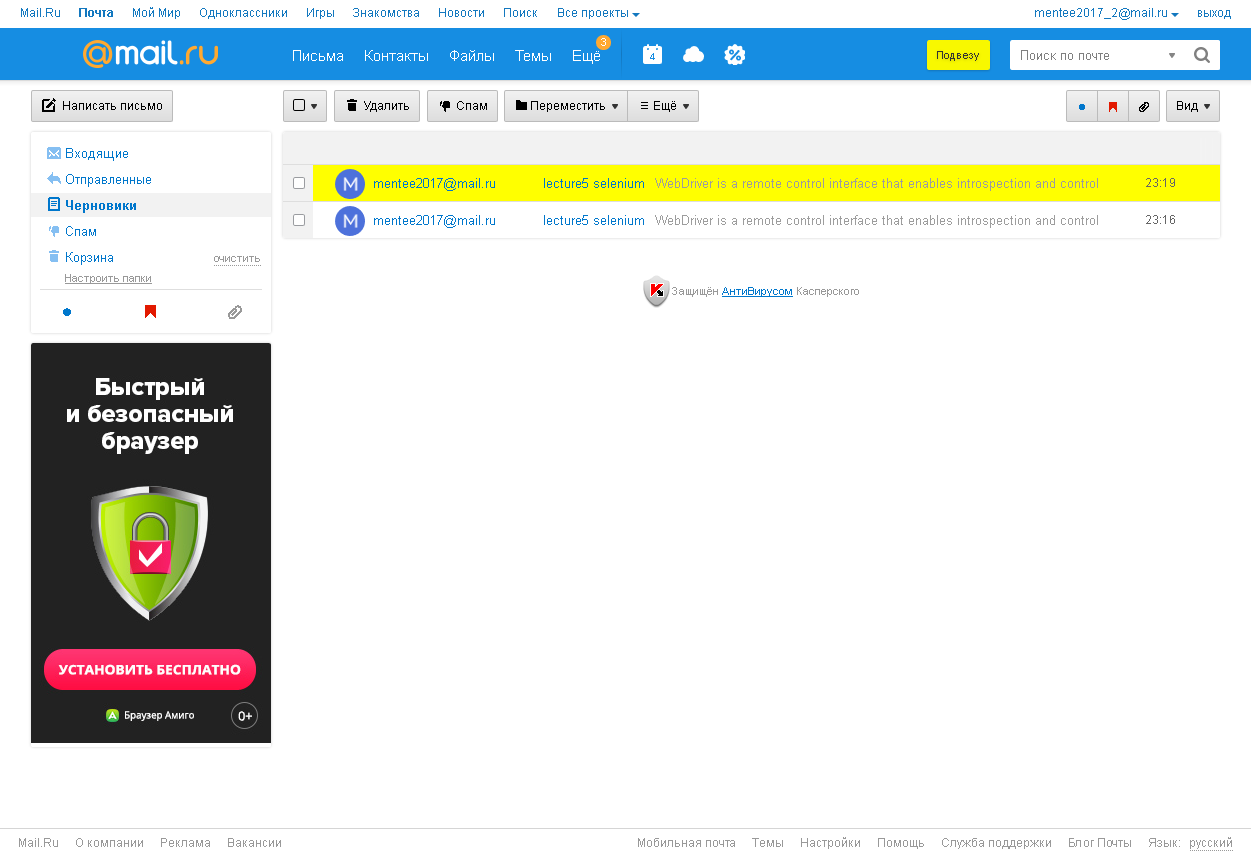 Mail.Ru Почта Мой Мир Одноклассники Игры Знакомства Новости Поиск Все проекты mentee2017_2@mail.ru выход
@mail.ru Письма Контакты Файлы Темы Ещё 3 4 % Подвезу Поиск по почте
Написать письмо Удалить Спам Переместить Ещё Вид
Входящие
Отправленные
Черновики
Спам
Корзина очистить
Настроить папки
M mentee2017@mail.ru lecture5 selenium WebDriver is a remote control interface that enables introspection and control 23:19
M mentee2017@mail.ru lecture5 selenium WebDriver is a remote control interface that enables introspection and control 23:16
Защищён АнтиВирусом Касперского
Быстрый
и безопасный
браузер
УСТАНОВИТЬ БЕСПЛАТНО
Браузер Амиго 0+
Mail.Ru О компании Реклама Вакансии Мобильная почта Темы Настройки Помощь Служба поддержки Блог Почты Язык: русский